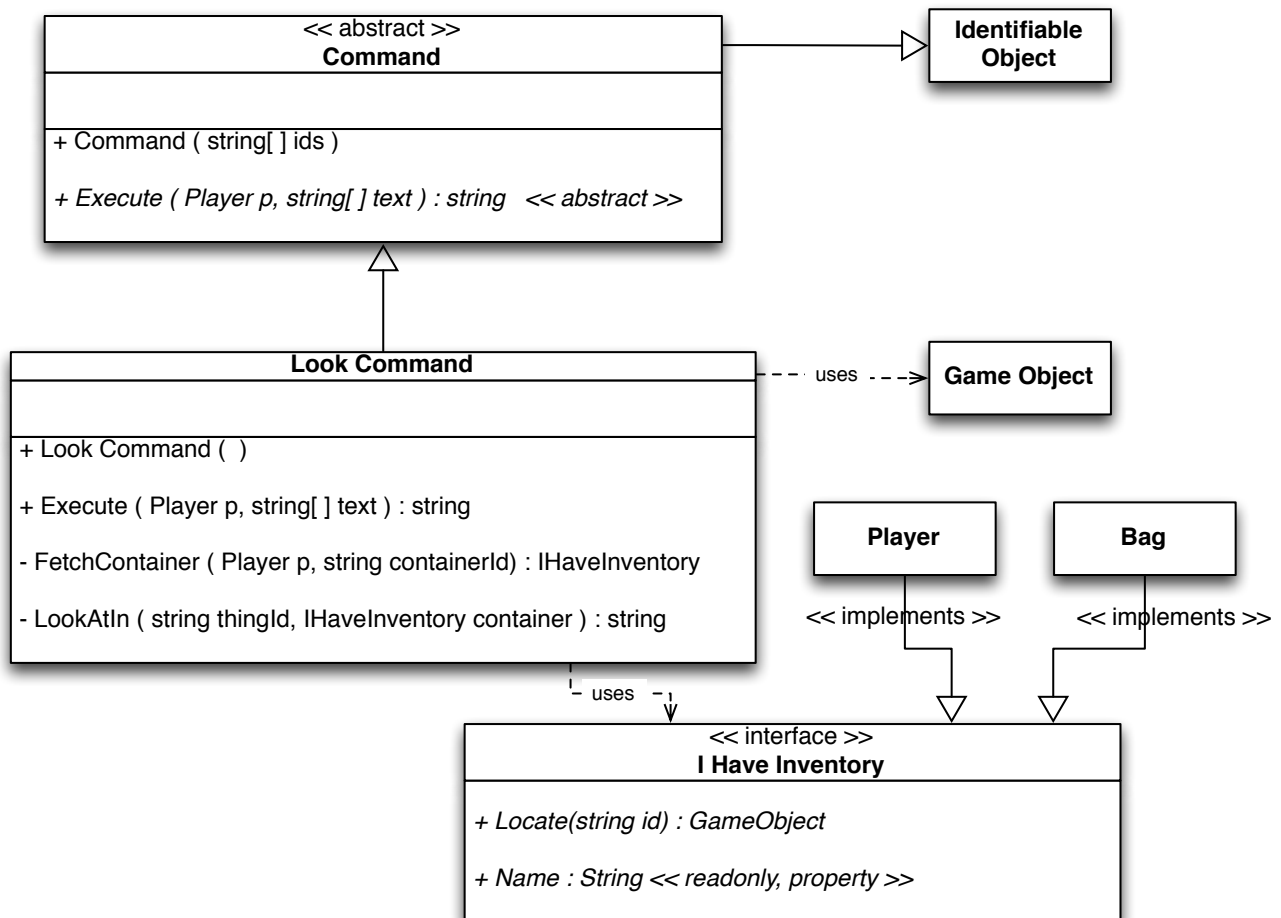 << abstract >>
Command
+ Command ( string[ ] ids )
+ Execute ( Player p, string[ ] text ) : string << abstract >>
Identifiable
Object
Look Command
+ Look Command ( )
+ Execute ( Player p, string[ ] text ) : string
- FetchContainer ( Player p, string containerId) : IHaveInventory
- LookAtIn ( string thingId, IHaveInventory container ) : string
uses
Game Object
Player
Bag
<< implements >>
<< implements >>
uses
<< interface >>
I Have Inventory
+ Locate(string id) : GameObject
+ Name : String << readonly, property >>